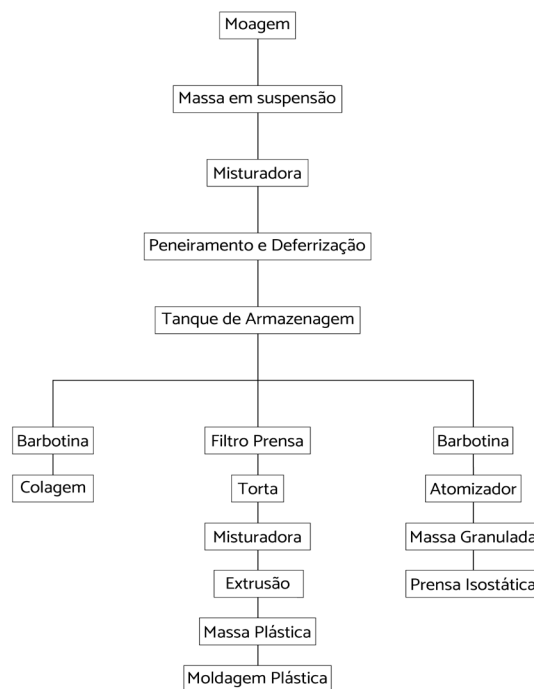 Moagem
Massa em suspensão
Misturadora
Peneiramento e Deferrização
Tanque de Armazenagem
Barbotina
Colagem
Filtro Prensa
Torta
Misturadora
Extrusão
Massa Plástica
Moldagem Plástica
Barbotina
Atomizador
Massa Granulada
Prensa Isostática